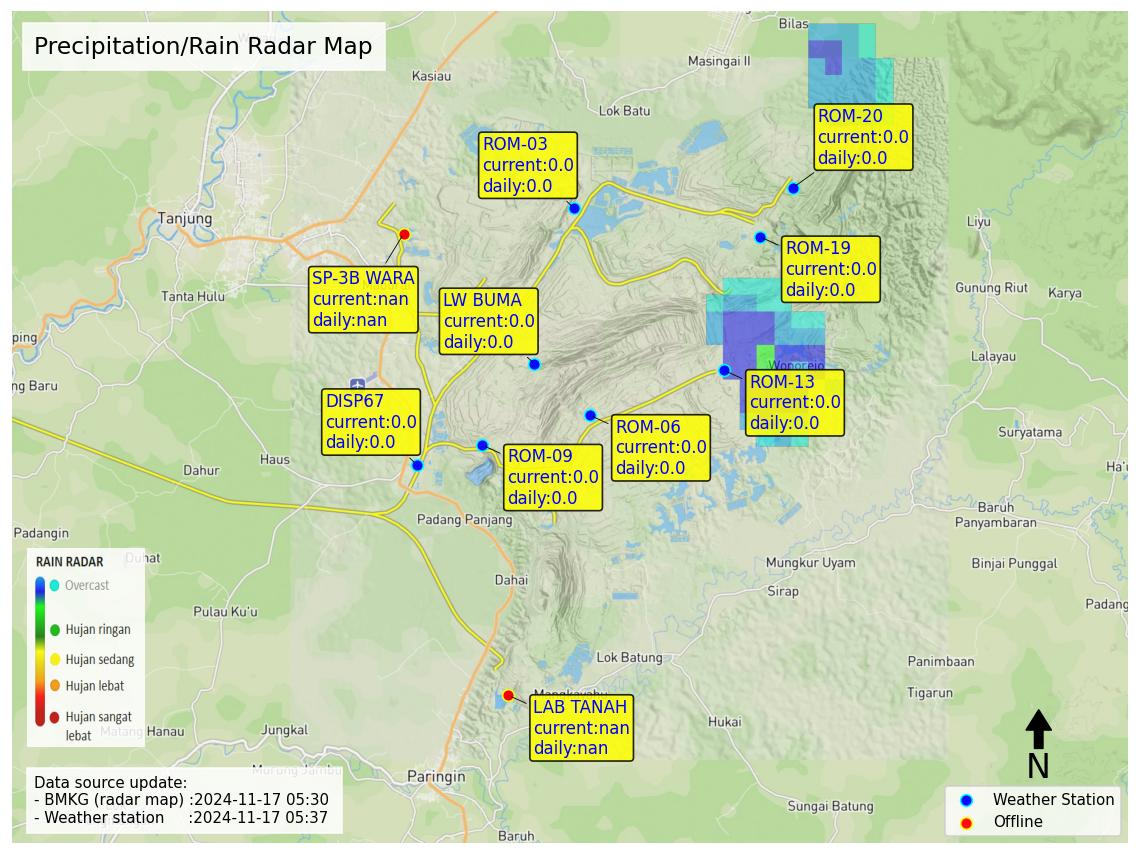 Precipitation/Rain Radar Map
Bilas
Masingai II
Kasiau
Lok Batu
ROM-20
current:0.0
daily:0.0
ROM-03
current:0.0
daily:0.0
Tanjung
Liyu
ROM-19
current:0.0
daily:0.0
SP-3B WARA
current:nan
daily:nan
Tanta Hulu
LW BUMA
current:0.0
daily:0.0
Gunung Riut
Karya
ping
Lalayau
Wonorejo
ng Baru
ROM-13
current:0.0
daily:0.0
DISP67
current:0.0
daily:0.0
ROM-06
current:0.0
daily:0.0
Suryatama
Haus
Dahur
ROM-09
current:0.0
daily:0.0
Ha'u
Baruh
Panyambaran
Padang Panjang
Padangin
Duhat
Mungkur Uyam
Binjai Punggal
Dahai
Sirap
Padang
Pulau Ku'u
RAIN RADAR
Overcast
Hujan ringan
Hujan sedang
Hujan lebat
Hujan sangat
lebat
Lok Batung
Panimbaan
Tigarun
Mangkayahu
LAB TANAH
current:nan
daily:nan
Hukai
Matang Hanau
Jungkal
Murung Jambu
Paringin
Sungai Batung
Baruh
N
Data source update:
- BMKG (radar map) :2024-11-17 05:30
- Weather station :2024-11-17 05:37
Weather Station
Offline